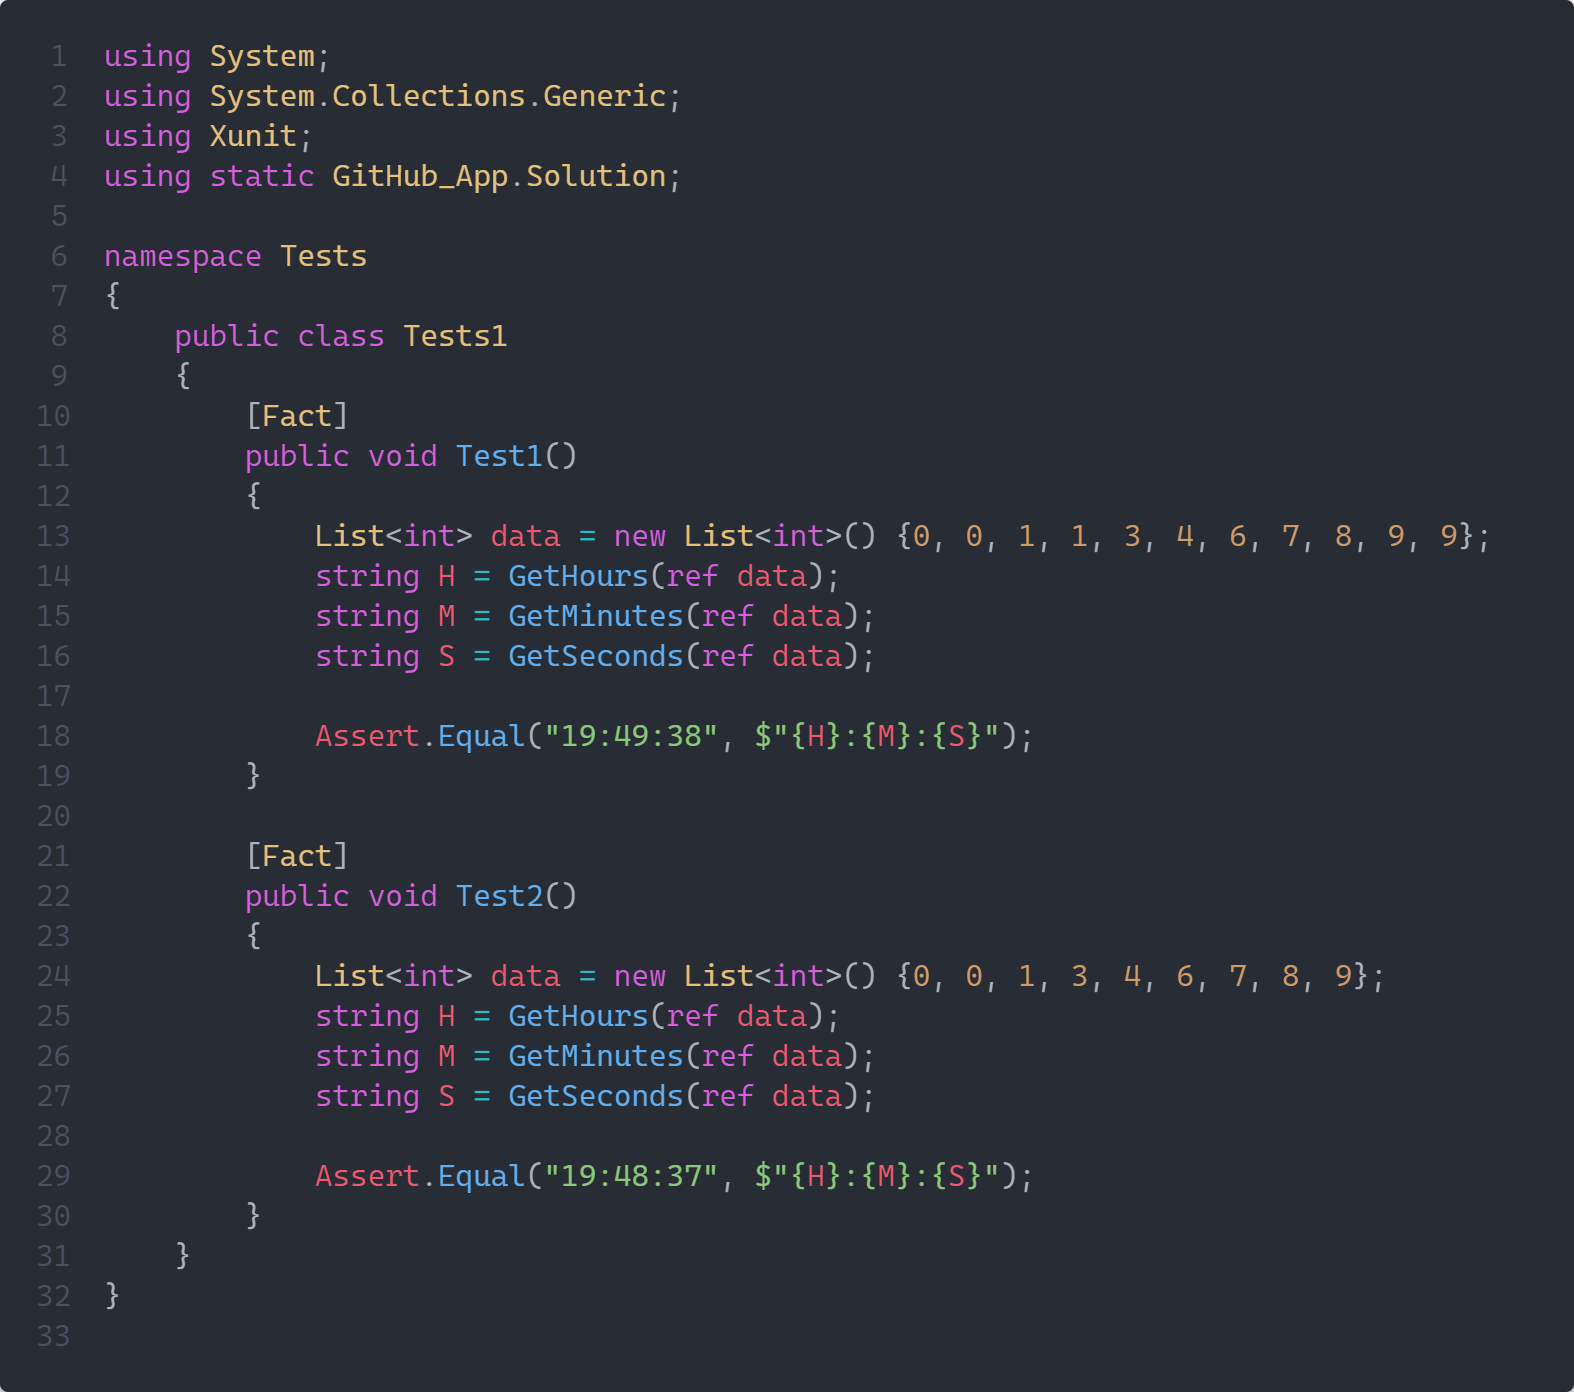 1 using System;
2 using System.Collections.Generic;
3 using Xunit;
4 using static GitHub_App.Solution;
5
6 namespace Tests
7 {
8     public class Tests1
9     {
10         [Fact]
11         public void Test1()
12         {
13             List<int> data = new List<int>() {0, 0, 1, 1, 3, 4, 6, 7, 8, 9, 9};
14             string H = GetHours(ref data);
15             string M = GetMinutes(ref data);
16             string S = GetSeconds(ref data);
17
18             Assert.Equal("19:49:38", $"{H}:{M}:{S}");
19         }
20
21         [Fact]
22         public void Test2()
23         {
24             List<int> data = new List<int>() {0, 0, 1, 3, 4, 6, 7, 8, 9};
25             string H = GetHours(ref data);
26             string M = GetMinutes(ref data);
27             string S = GetSeconds(ref data);
28
29             Assert.Equal("19:48:37", $"{H}:{M}:{S}");
30         }
31     }
32 }
33